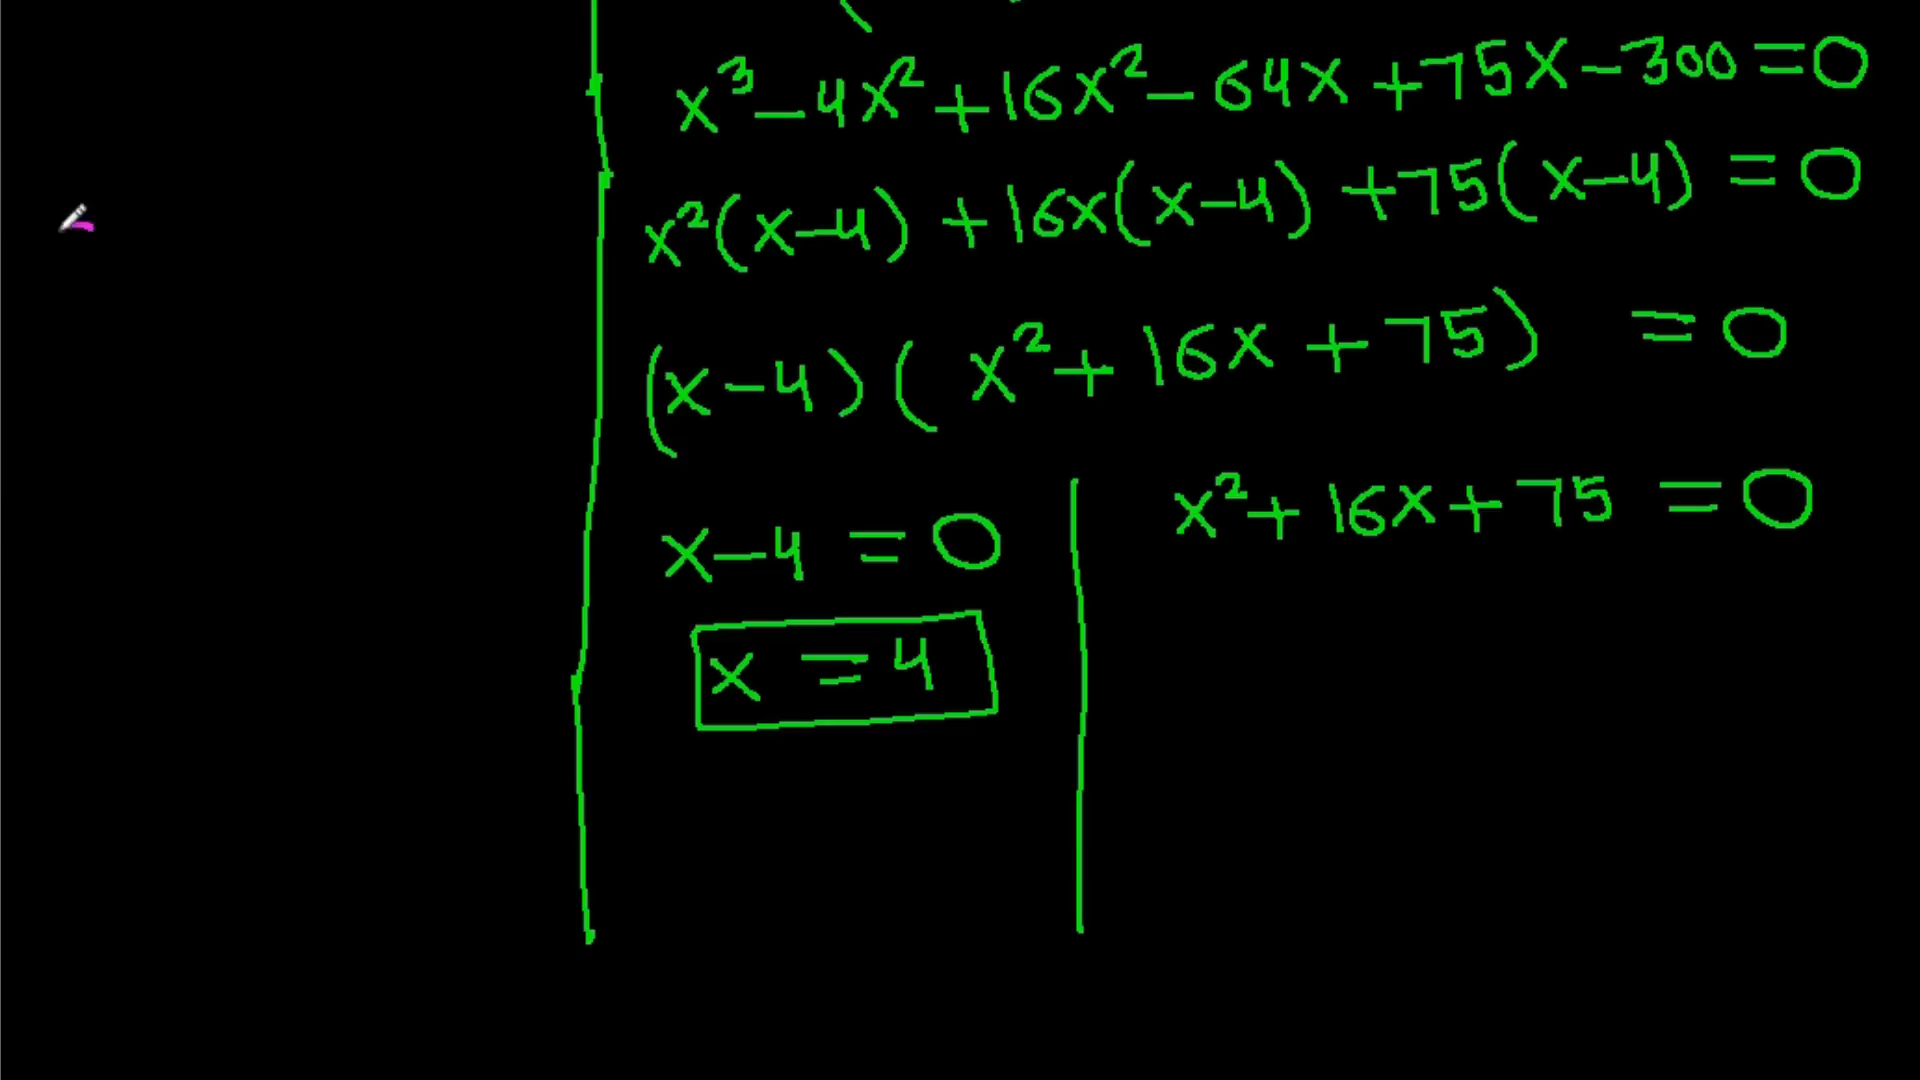 x³ – 4x² + 16x² – 64x + 75x – 300 = 0
x²(x–4) + 16x(x–4) + 75(x–4) = 0
(x–4)(x² + 16x + 75) = 0
x–4 = 0
x = 4
x² + 16x + 75 = 0